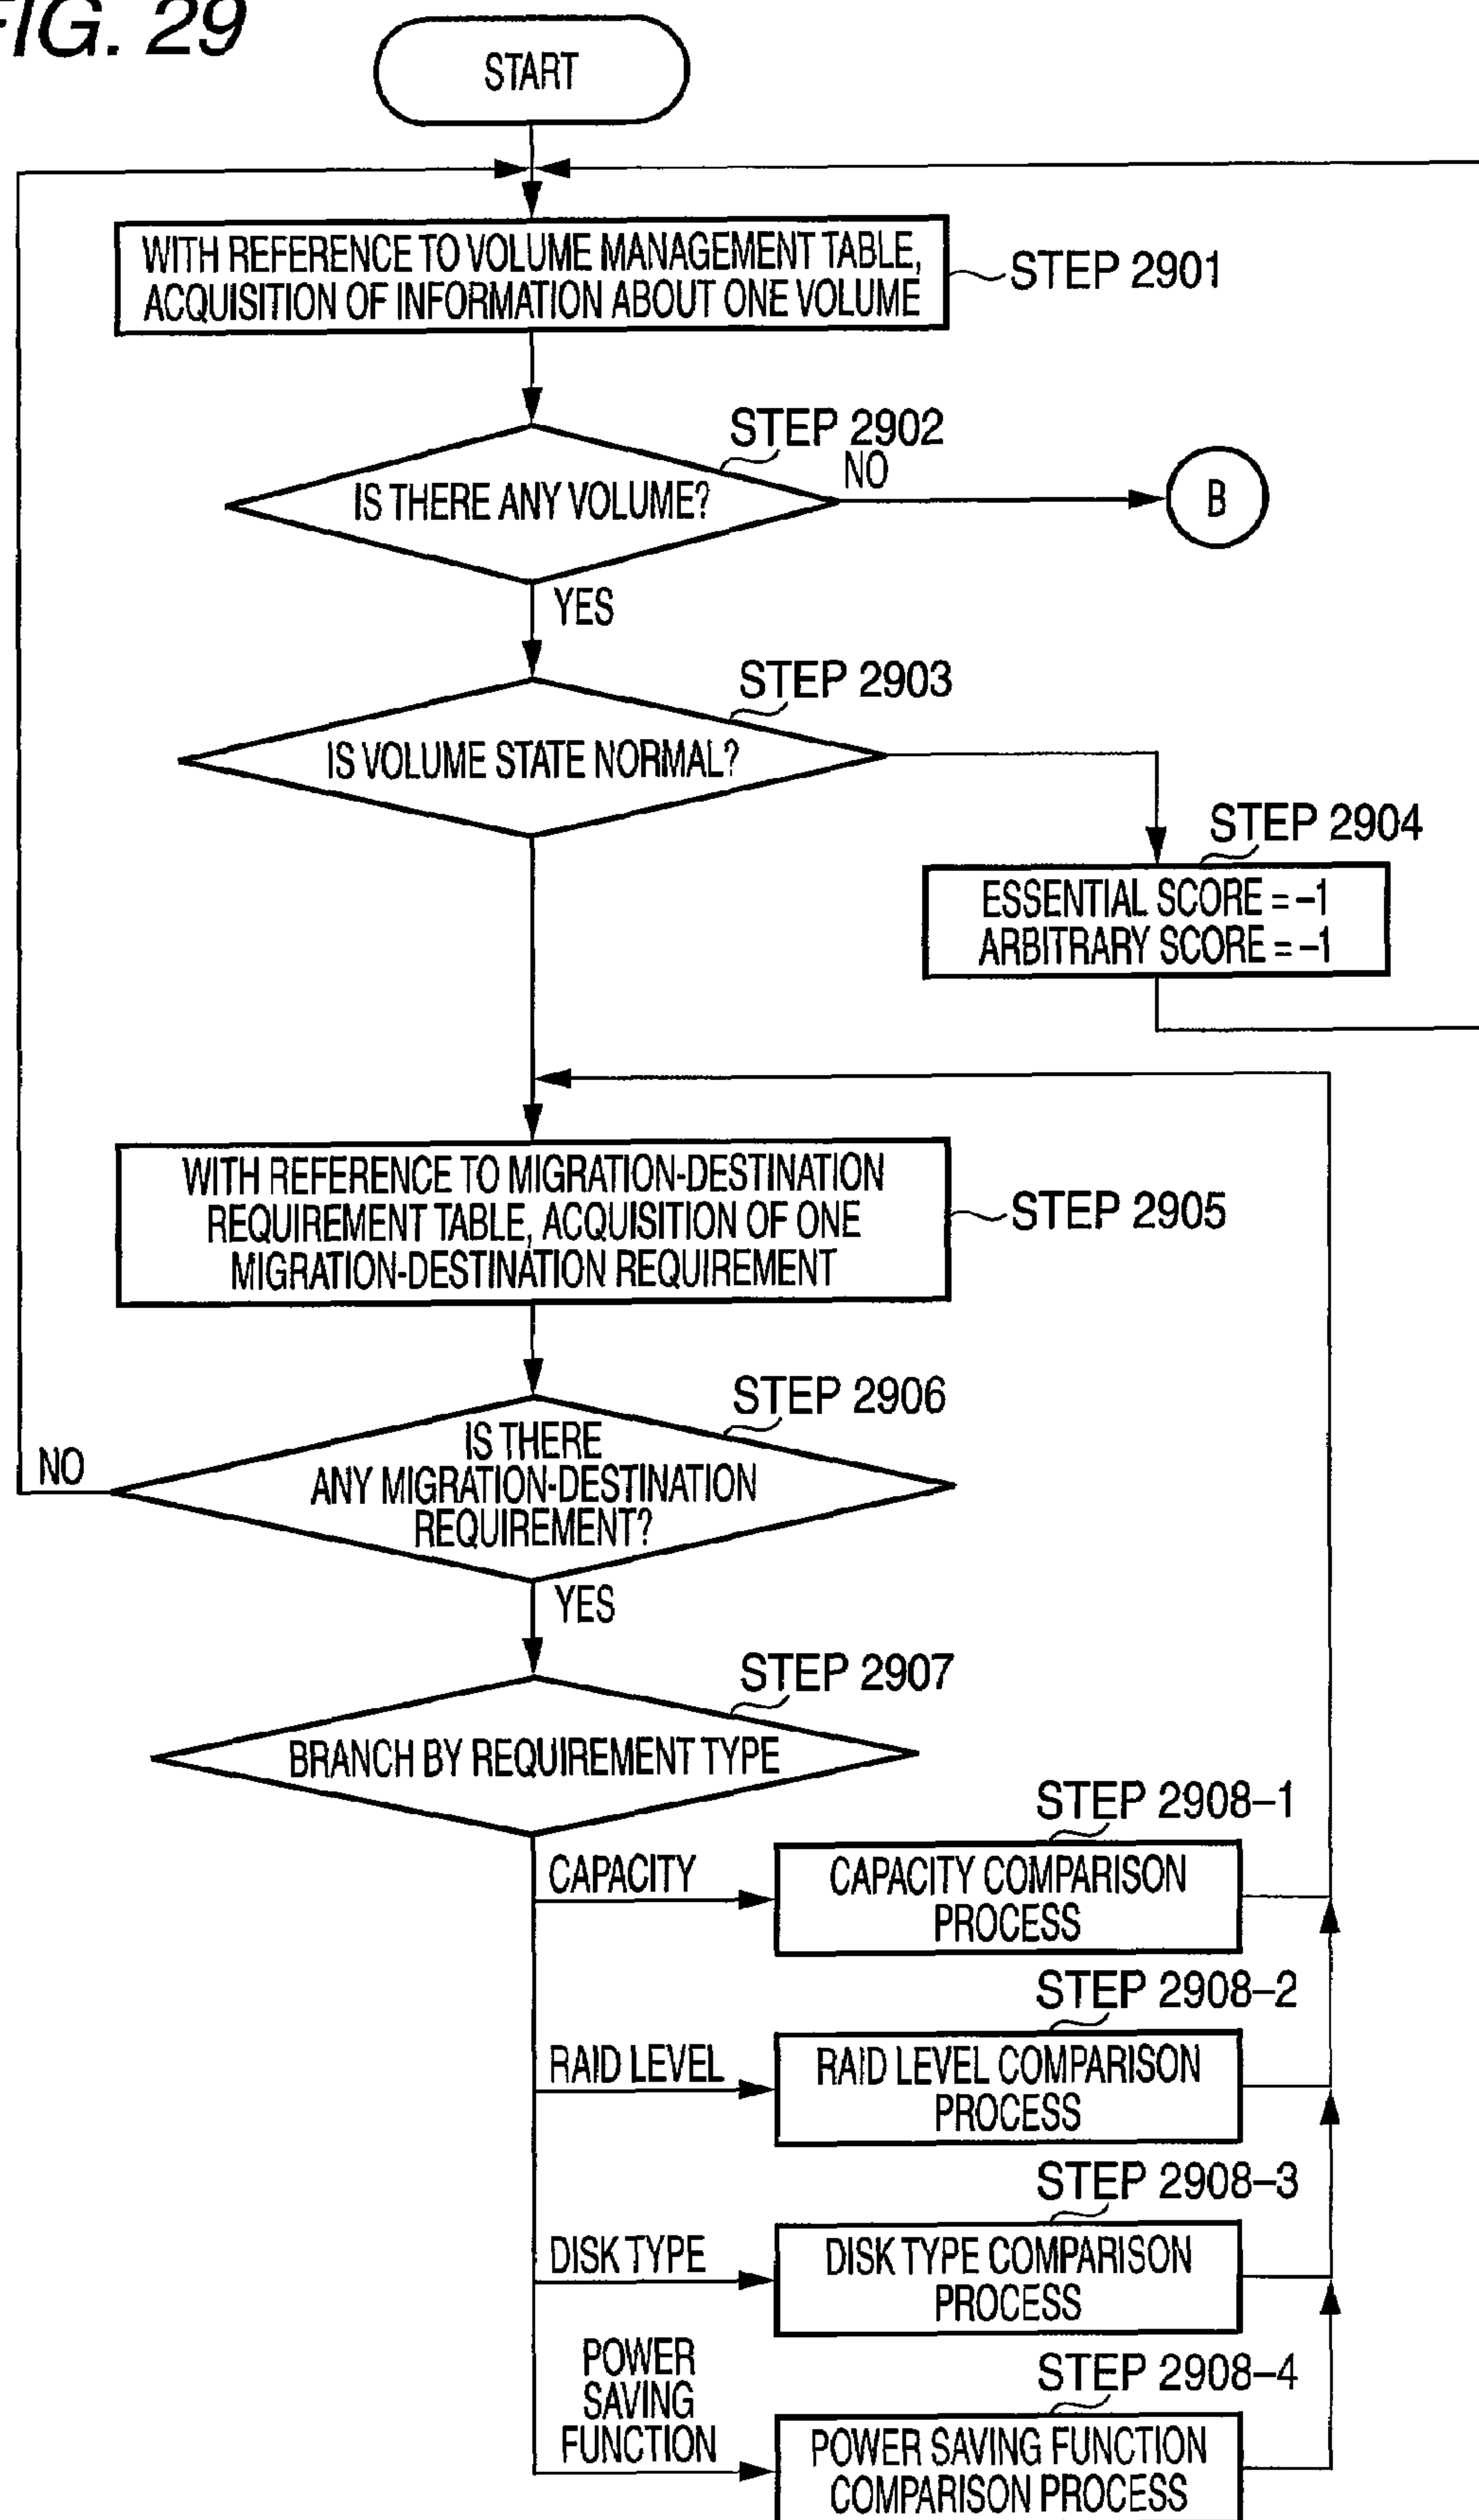 FIG. 29
START
WITH REFERENCE TO VOLUME MANAGEMENT TABLE,
ACQUISITION OF INFORMATION ABOUT ONE VOLUME
STEP 2901
STEP 2902
IS THERE ANY VOLUME?
NO
B
YES
STEP 2903
IS VOLUME STATE NORMAL?
STEP 2904
ESSENTIAL SCORE = –1
ARBITRARY SCORE = –1
WITH REFERENCE TO MIGRATION-DESTINATION
REQUIREMENT TABLE, ACQUISITION OF ONE
MIGRATION-DESTINATION REQUIREMENT
STEP 2905
STEP 2906
IS THERE
ANY MIGRATION-DESTINATION
REQUIREMENT?
NO
YES
STEP 2907
BRANCH BY REQUIREMENT TYPE
STEP 2908–1
CAPACITY
CAPACITY COMPARISON
PROCESS
STEP 2908–2
RAID LEVEL
RAID LEVEL COMPARISON
PROCESS
STEP 2908–3
DISK TYPE
DISK TYPE COMPARISON
PROCESS
STEP 2908–4
POWER
SAVING
FUNCTION
POWER SAVING FUNCTION
COMPARISON PROCESS